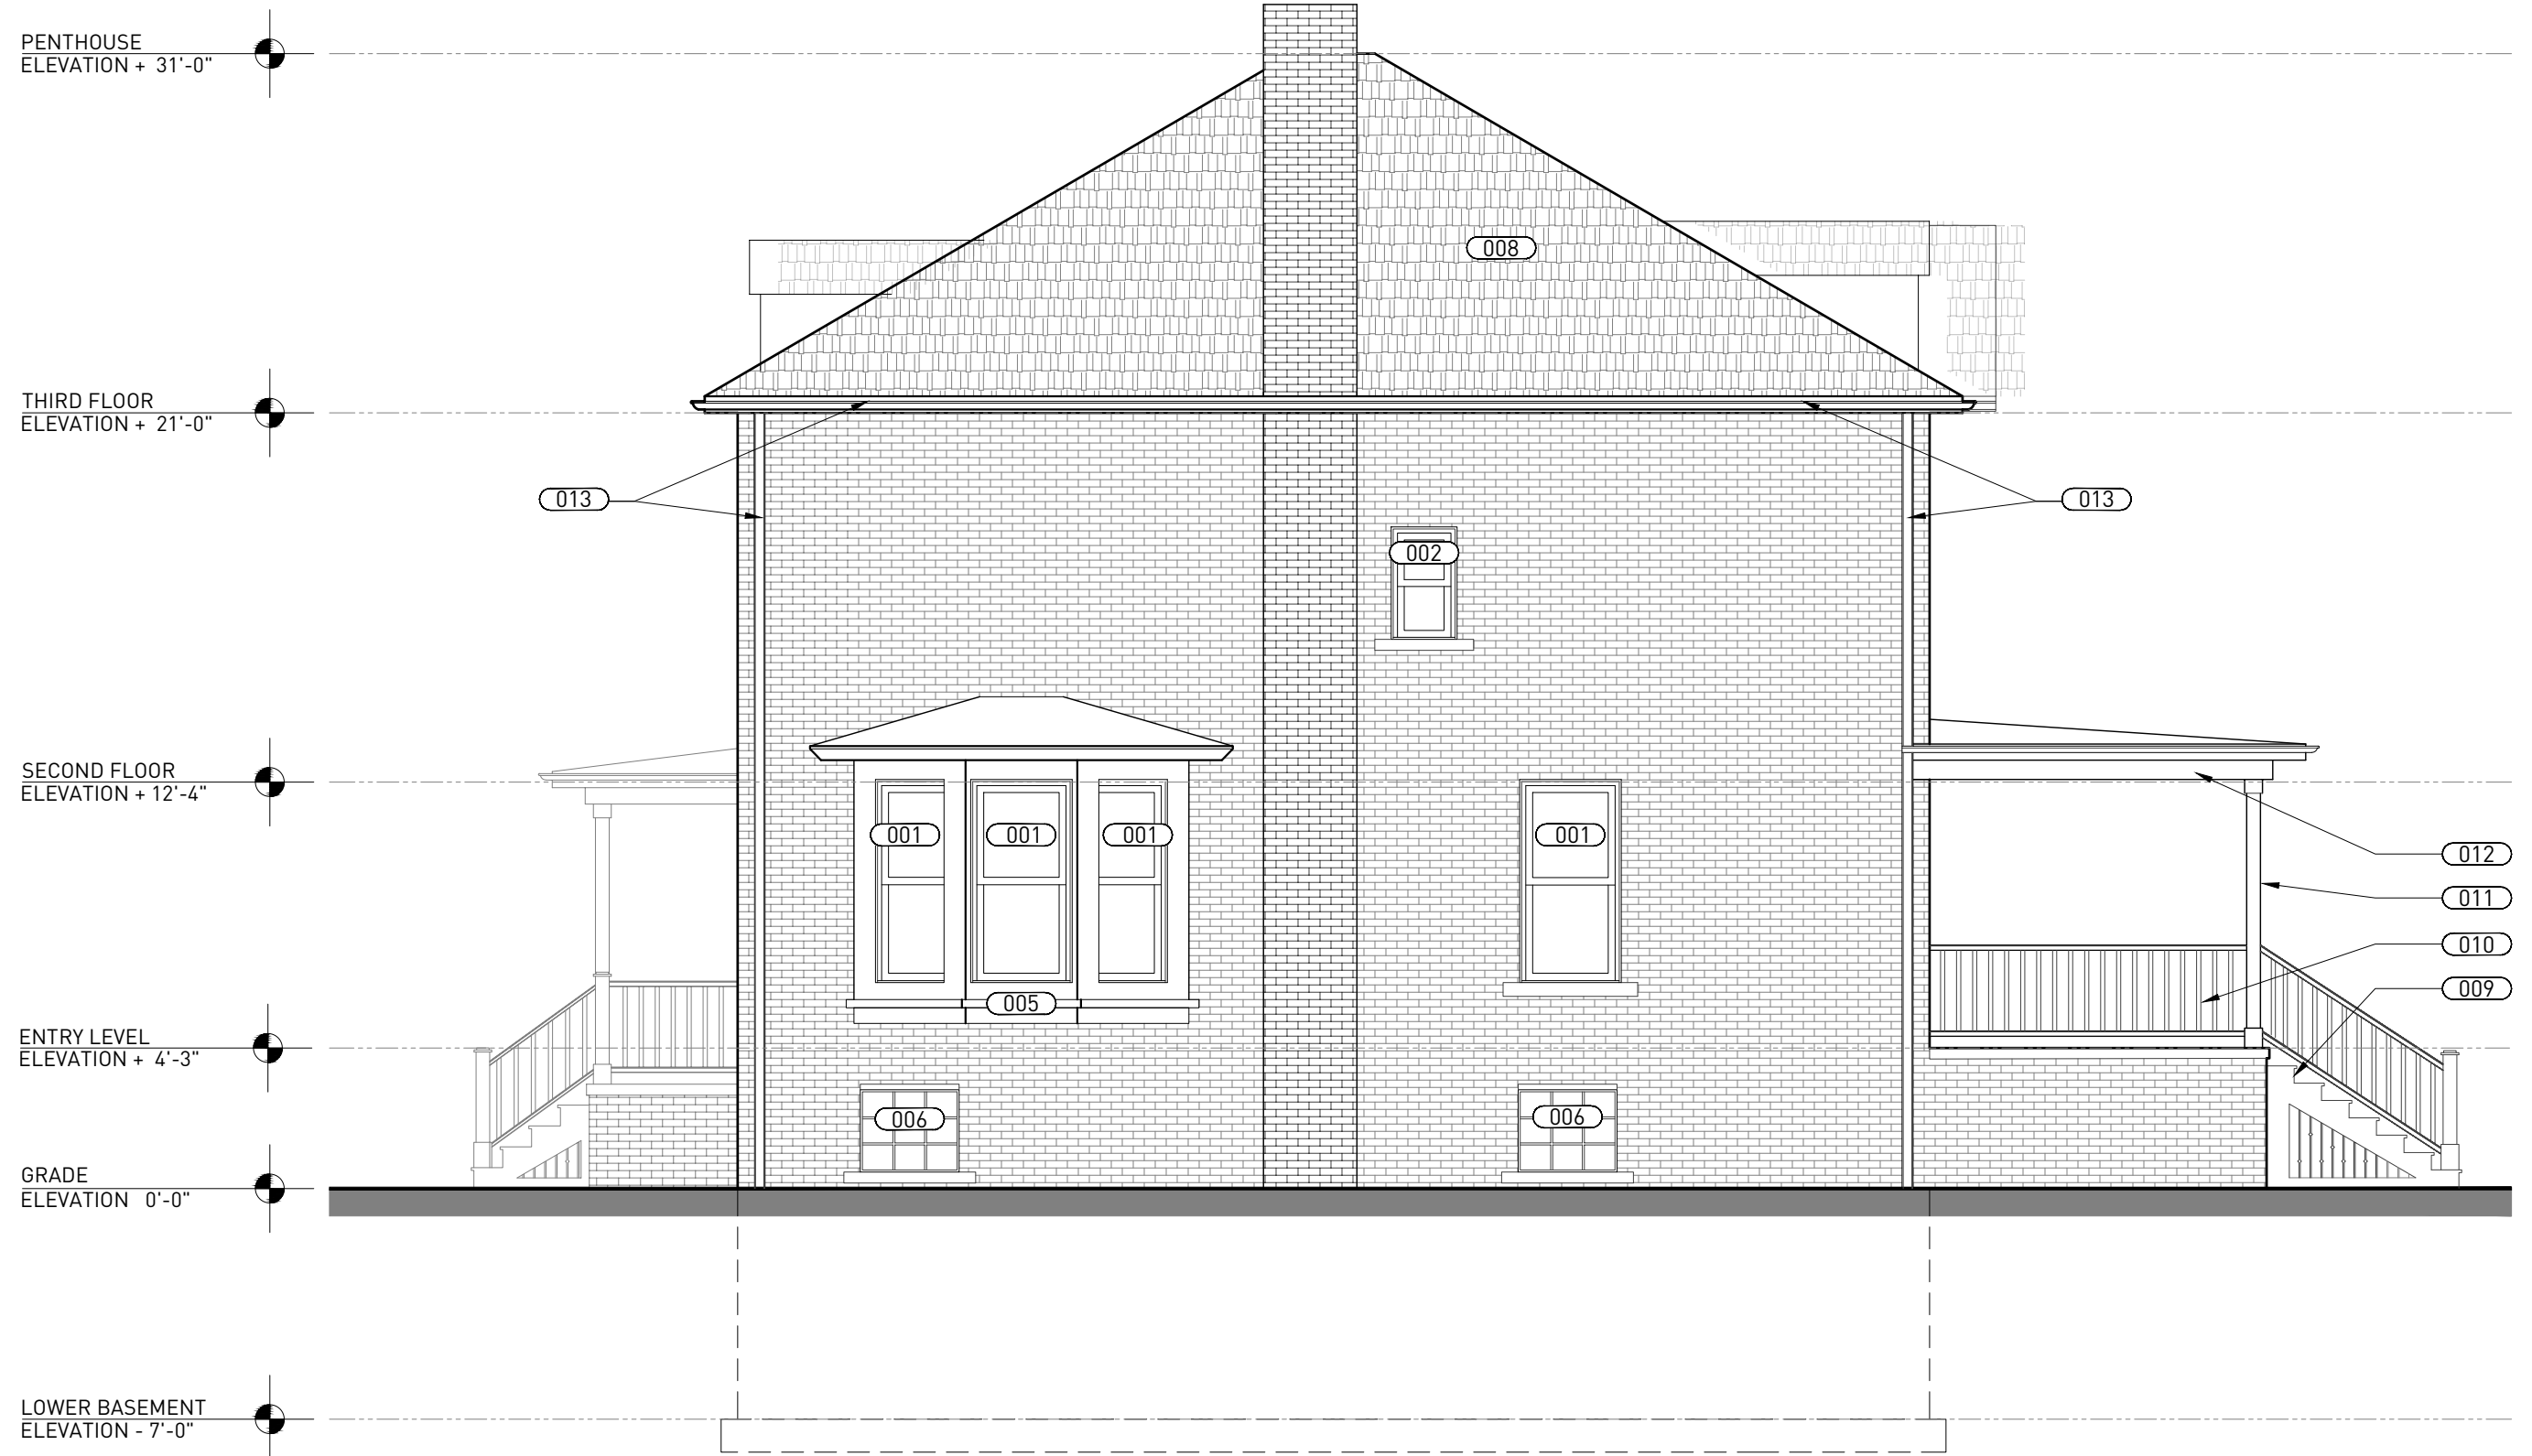 PENTHOUSE
ELEVATION + 31'-0"
008
THIRD FLOOR
ELEVATION + 21'-0"
013
013
002
SECOND FLOOR
ELEVATION + 12'-4"
001
001
001
001
012
011
010
009
005
ENTRY LEVEL
ELEVATION + 4'-3"
006
006
GRADE
ELEVATION 0'-0"
LOWER BASEMENT
ELEVATION - 7'-0"